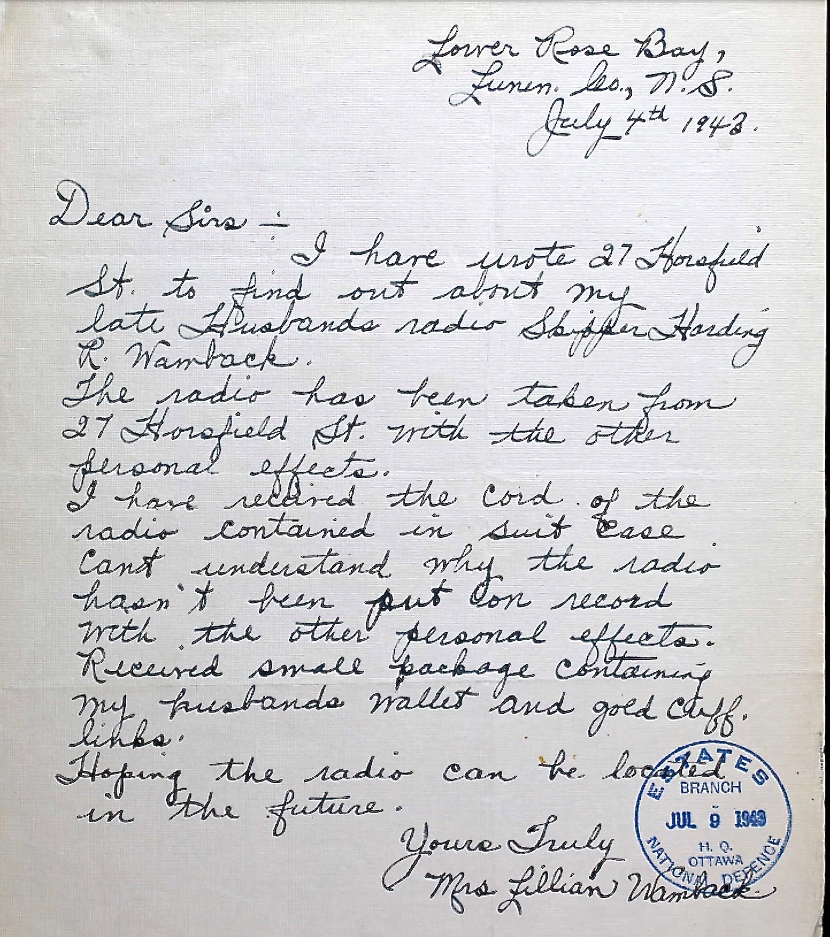 Lower Rose Bay,
Lunen. Co., N. S.
July 4th 1943.
Dear Sirs ÷
I have wrote 27 Horsfield
St. to find out about my
late Husbands radio Skipper Harding
R. Wamback.
The radio has been taken from
27 Horsfield St. with the other
personal effects.
I have received the cord of the
radio contained in suit case
Cant understand why the radio
hasn't been put on record
with the other personal effects.
Received small package containing
my husbands wallet and gold cuff.
links.
Hoping the radio can be located
in the future.
Yours Truly
Mrs Lillian Wamback
ESTATES
BRANCH
JUL 9 1943
H. Q.
OTTAWA
NATIONAL DEFENCE